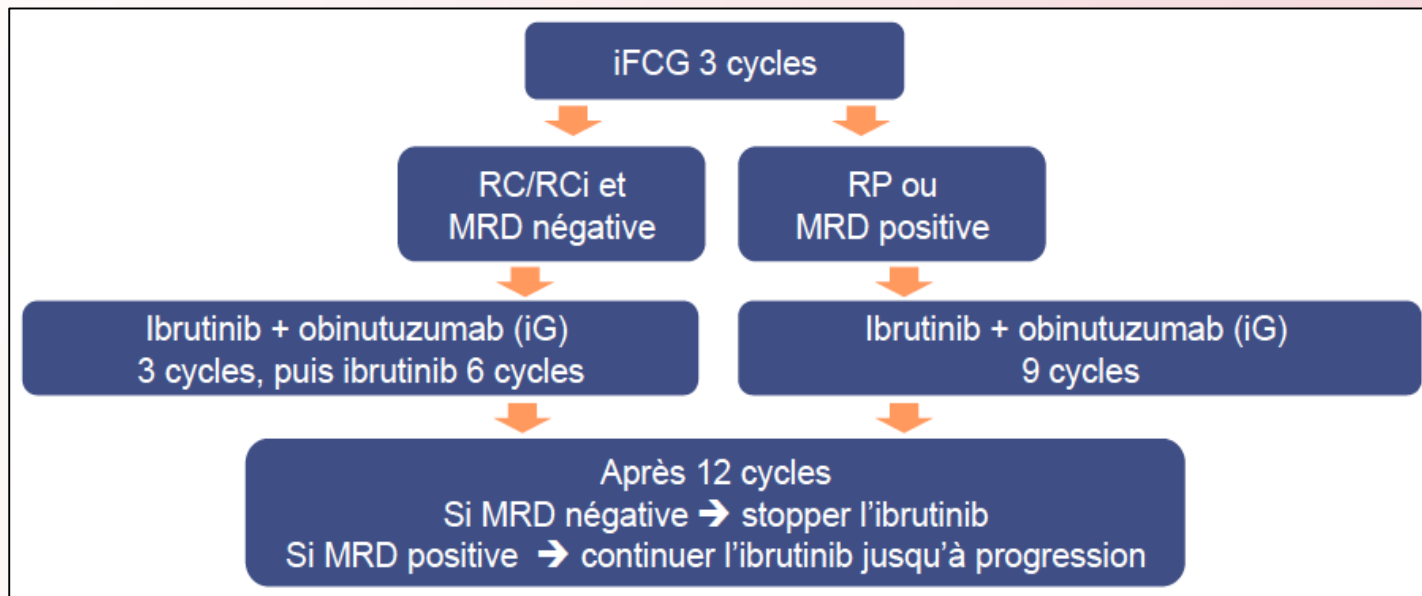 iFCG 3 cycles
RC/RCi et
MRD négative
RP ou
MRD positive
Ibrutinib + obinutuzumab (iG)
3 cycles, puis ibrutinib 6 cycles
Ibrutinib + obinutuzumab (iG)
9 cycles
Après 12 cycles
Si MRD négative ➔ stopper l’ibrutinib
Si MRD positive ➔ continuer l’ibrutinib jusqu’à progression